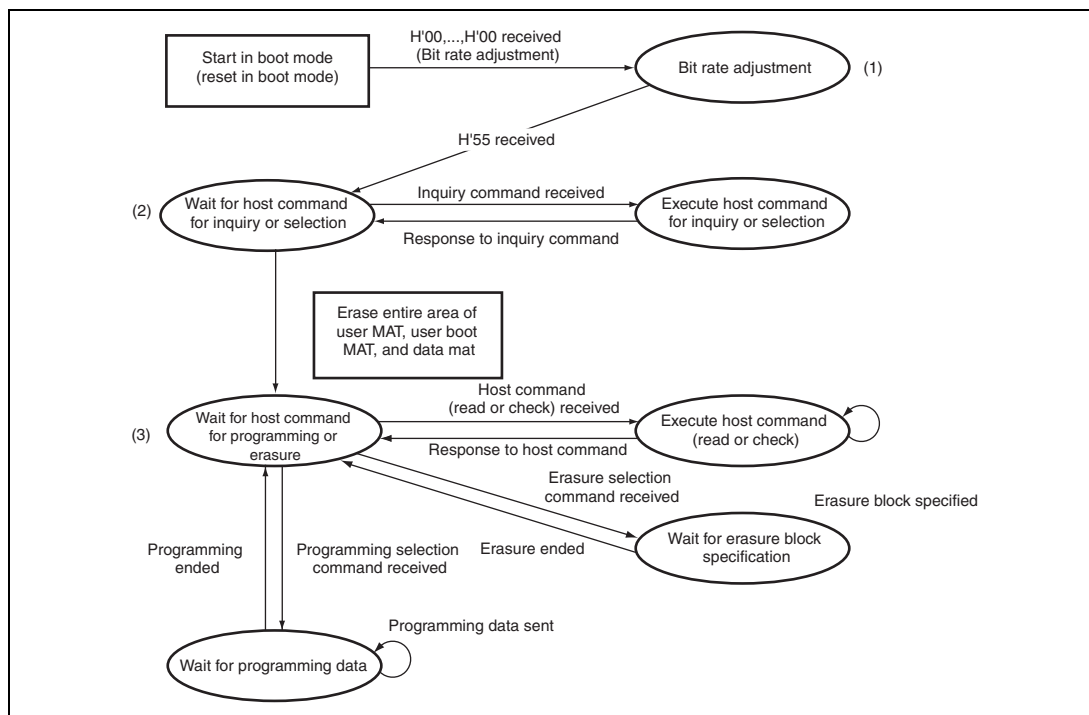 H'00,...,H'00 received
(Bit rate adjustment)
Start in boot mode
(reset in boot mode)
Bit rate adjustment
(1)
H'55 received
(2)
Wait for host command
for inquiry or selection
Inquiry command received
Response to inquiry command
Execute host command
for inquiry or selection
Erase entire area of
user MAT, user boot
MAT, and data mat
(3)
Wait for host command
for programming or
erasure
Host command
(read or check) received
Response to host command
Execute host command
(read or check)
Erasure selection
command received
Erasure block specified
Erasure ended
Wait for erasure block
specification
Programming
ended
Programming selection
command received
Programming data sent
Wait for programming data